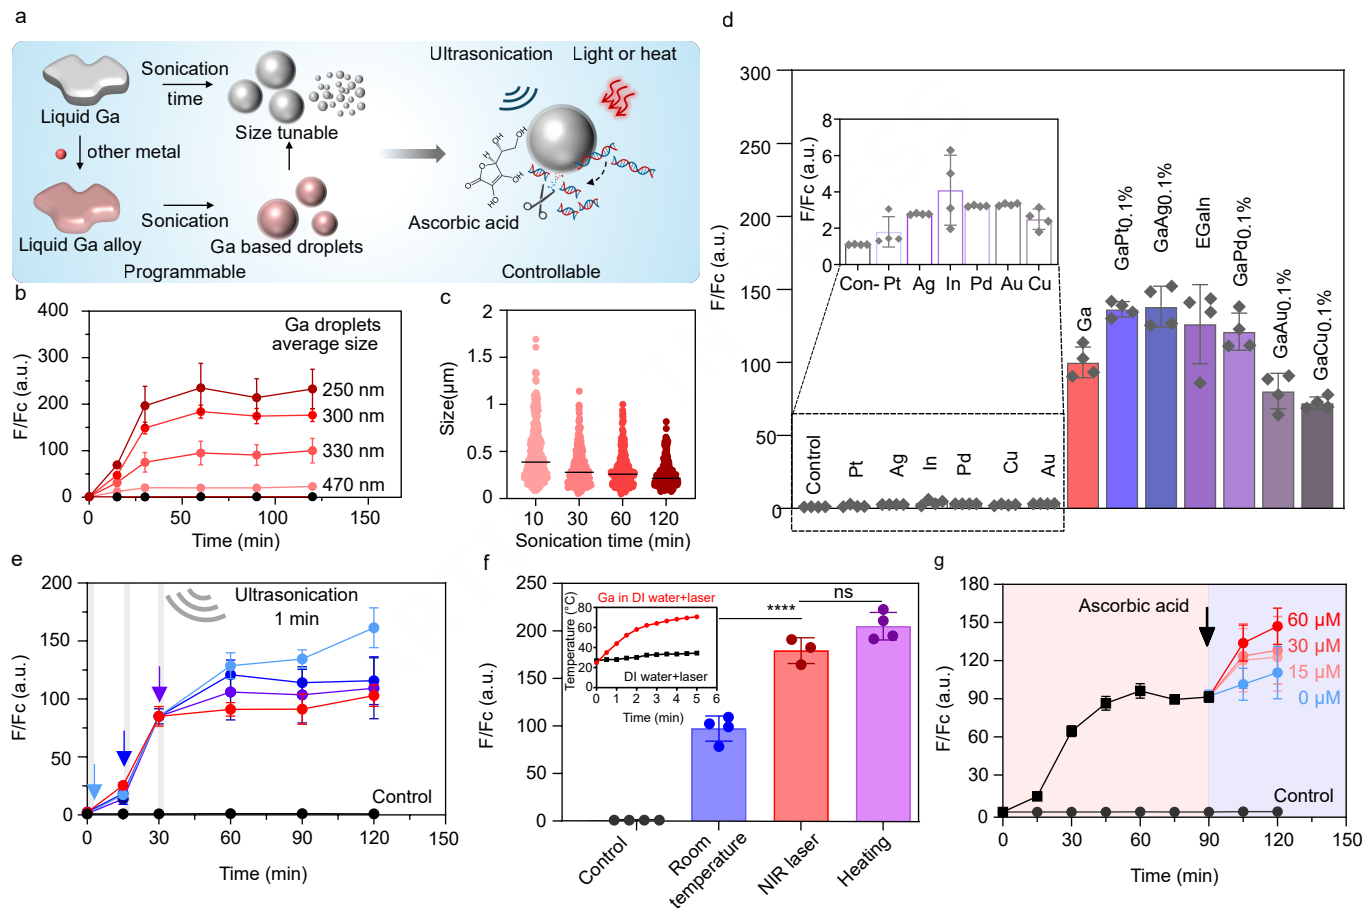 a
Ultrasonication
Light or heat
Sonication
time
Liquid Ga
Size tunable
other metal
Sonication
Ascorbic acid
OH
OH
H
O
O
OH
HO
Liquid Ga alloy
Ga based droplets
Programmable
Controllable
b
400
300
200
100
0
F/Fc (a.u.)
Ga droplets
average size
250 nm
300 nm
330 nm
470 nm
0
50
100
150
Time (min)
c
2
1.5
1
0.5
0
Size(μm)
10
30
60
120
Sonication time (min)
d
300
250
200
150
100
50
0
F/Fc (a.u.)
8
6
4
2
0
F/Fc (a.u.)
Con-
Pt
Ag
In
Pd
Au
Cu
Control
Pt
Ag
In
Pd
Cu
Au
Ga
GaPt0.1%
GaAg0.1%
EGaIn
GaPd0.1%
GaAu0.1%
GaCu0.1%
e
200
150
100
50
0
F/Fc (a.u.)
Ultrasonication
1 min
Control
0
30
60
90
120
150
Time (min)
f
250
200
150
100
50
0
F/Fc (a.u.)
100
80
60
40
20
0
Temperature (°C)
Ga in DI water+laser
DI water+laser
0
1
2
3
4
5
6
Time (min)
****
ns
Control
Room
temperature
NIR laser
Heating
g
180
150
120
90
60
30
0
F/Fc (a.u.)
Ascorbic acid
60 μM
30 μM
15 μM
0 μM
Control
0
30
60
90
120
150
Time (min)